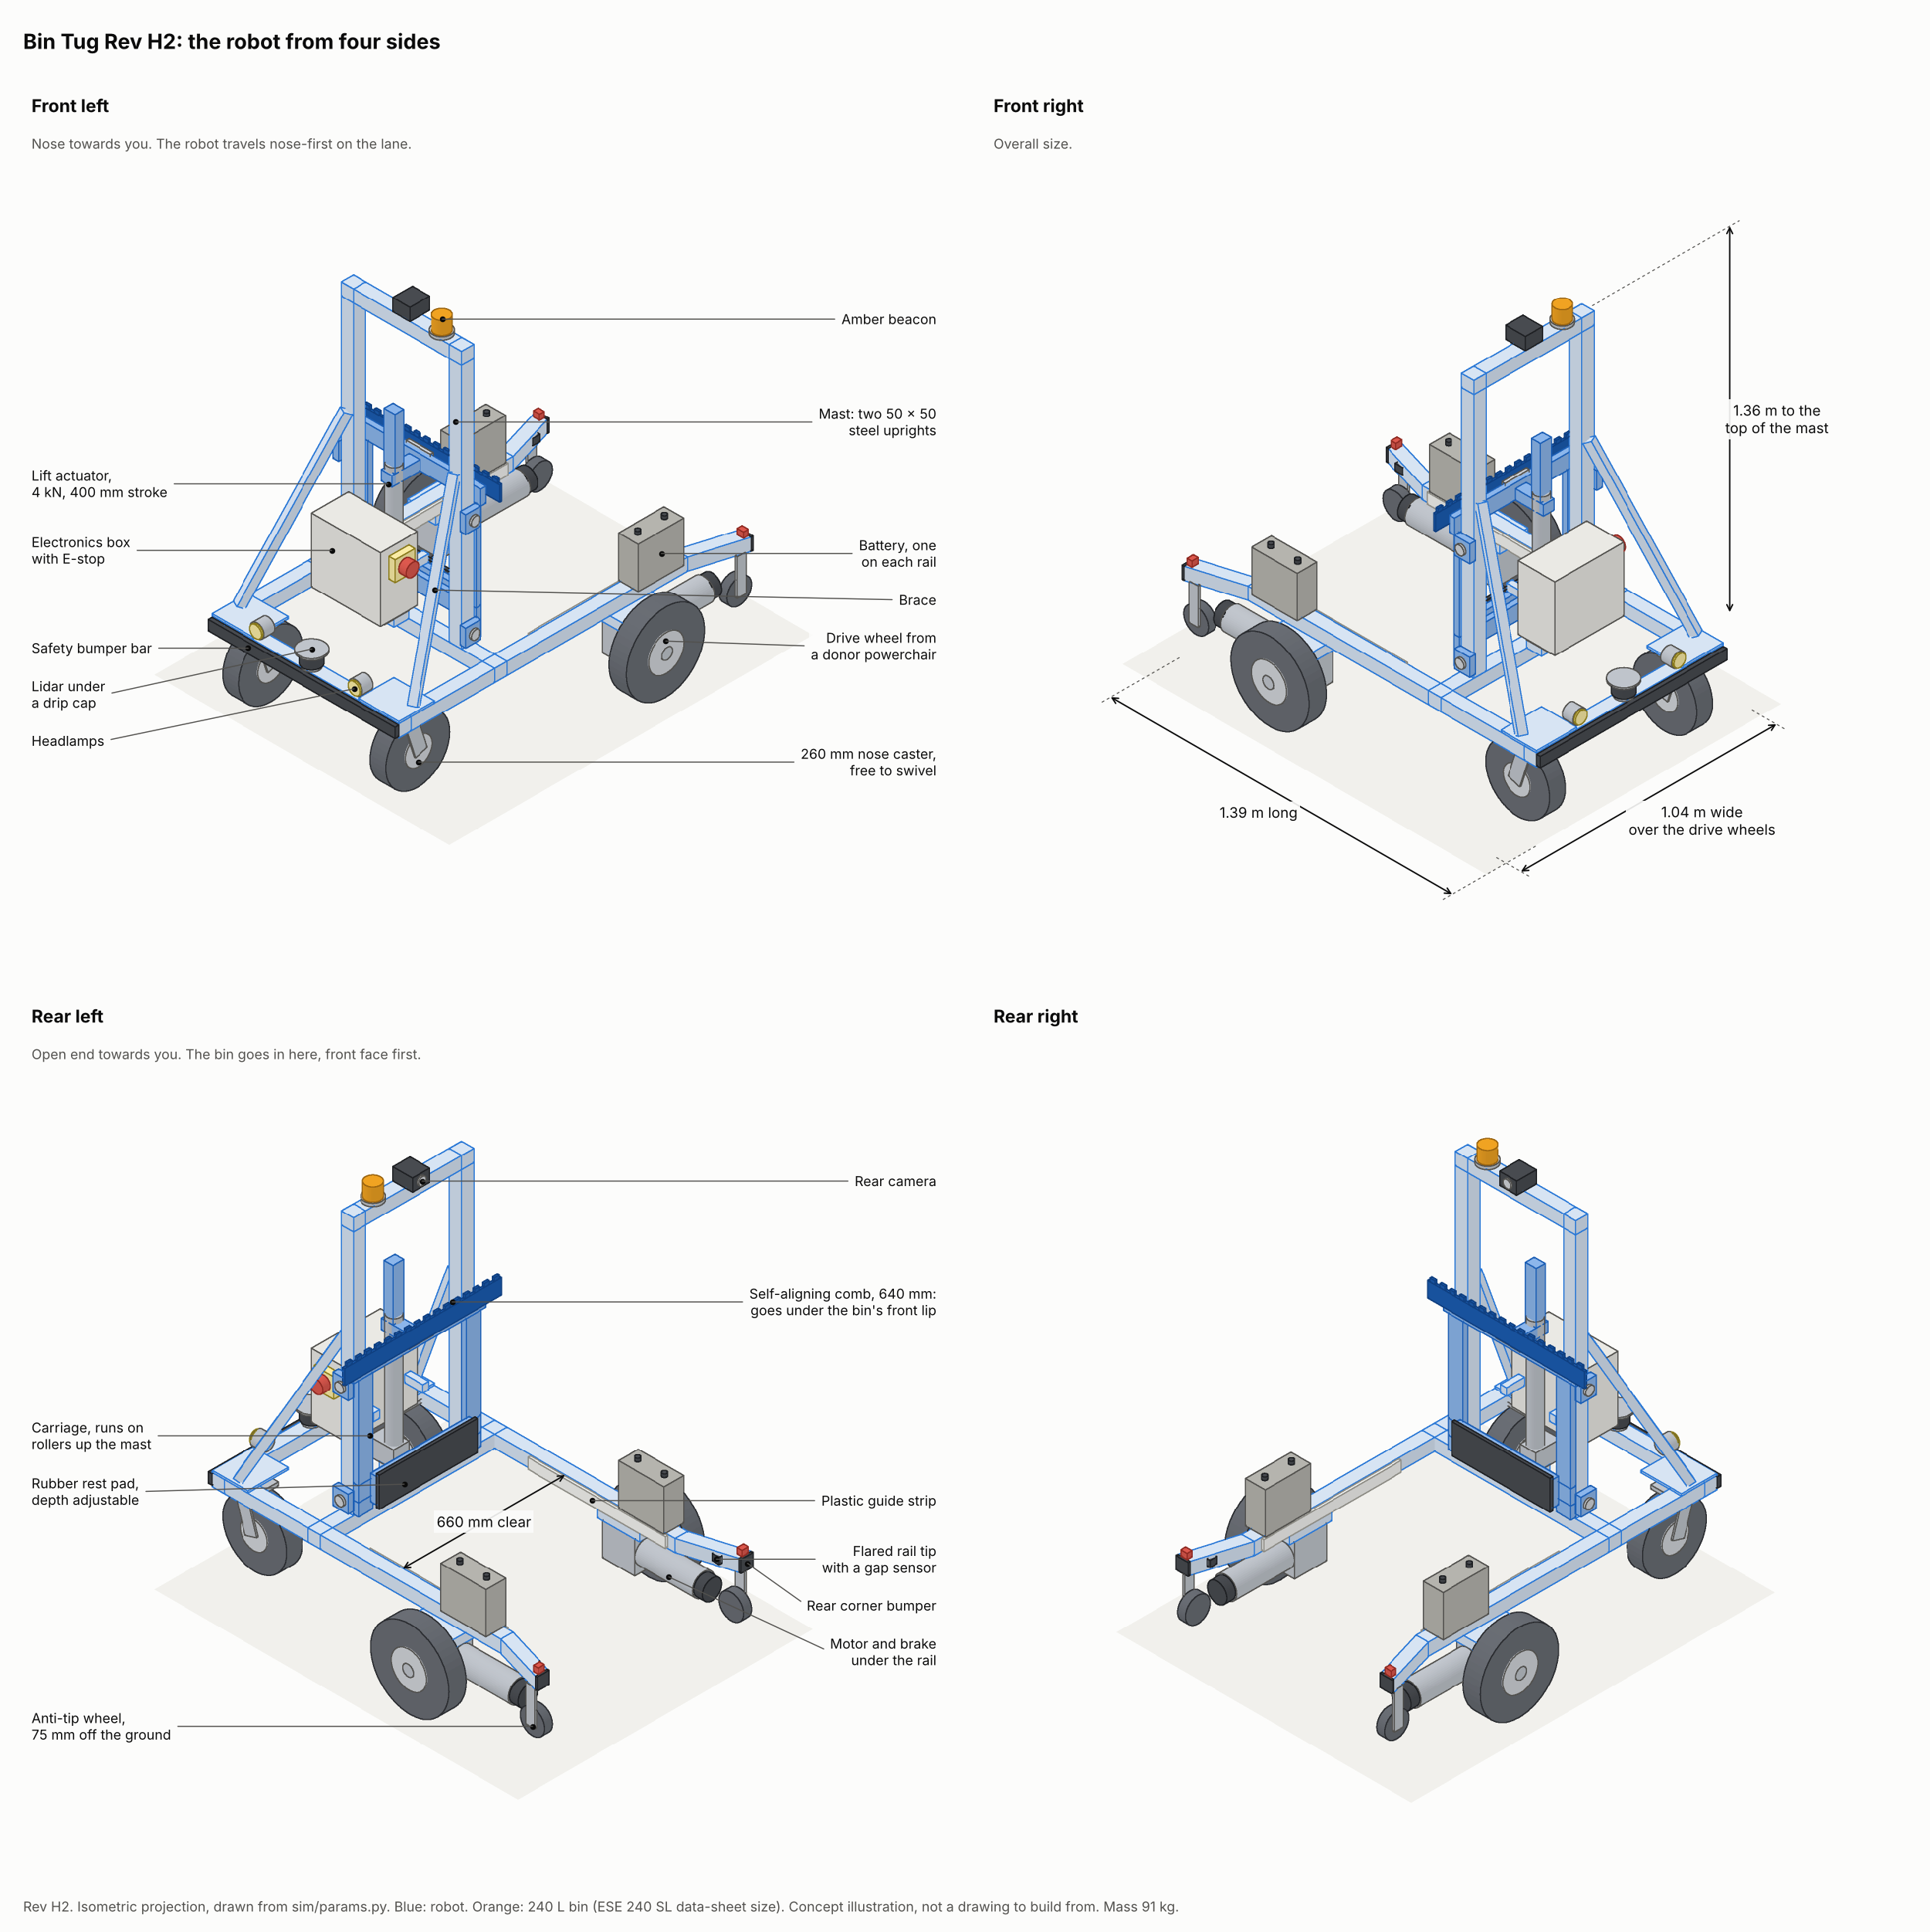 Bin Tug Rev H2: the robot from four sides
Front left
Nose towards you. The robot travels nose-first on the lane.
Amber beacon
Mast: two 50 × 50
steel uprights
Lift actuator,
4 kN, 400 mm stroke
Electronics box
with E-stop
Battery, one
on each rail
Brace
Safety bumper bar
Drive wheel from
a donor powerchair
Lidar under
a drip cap
Headlamps
260 mm nose caster,
free to swivel
Front right
Overall size.
1.36 m to the
top of the mast
1.39 m long
1.04 m wide
over the drive wheels
Rear left
Open end towards you. The bin goes in here, front face first.
Rear camera
Self-aligning comb, 640 mm:
goes under the bin's front lip
Carriage, runs on
rollers up the mast
Rubber rest pad,
depth adjustable
Plastic guide strip
660 mm clear
Flared rail tip
with a gap sensor
Rear corner bumper
Motor and brake
under the rail
Anti-tip wheel,
75 mm off the ground
Rear right
Rev H2. Isometric projection, drawn from sim/params.py. Blue: robot. Orange: 240 L bin (ESE 240 SL data-sheet size). Concept illustration, not a drawing to build from. Mass 91 kg.